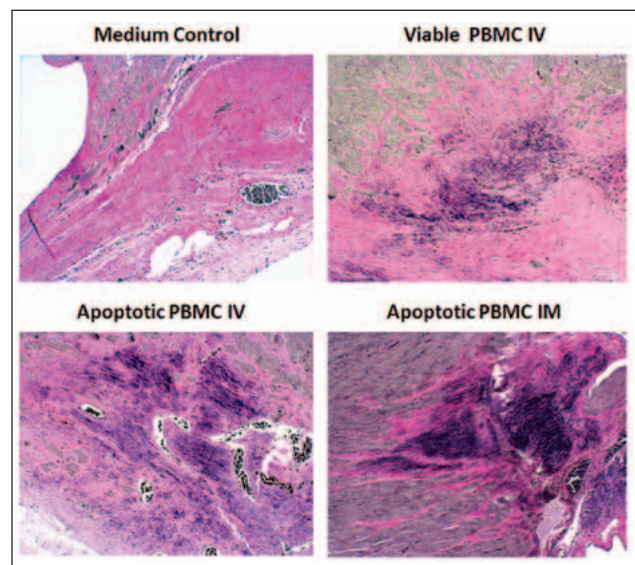 Medium Control
Viable PBMC IV
Apoptotic PBMC IV
Apoptotic PBMC IM